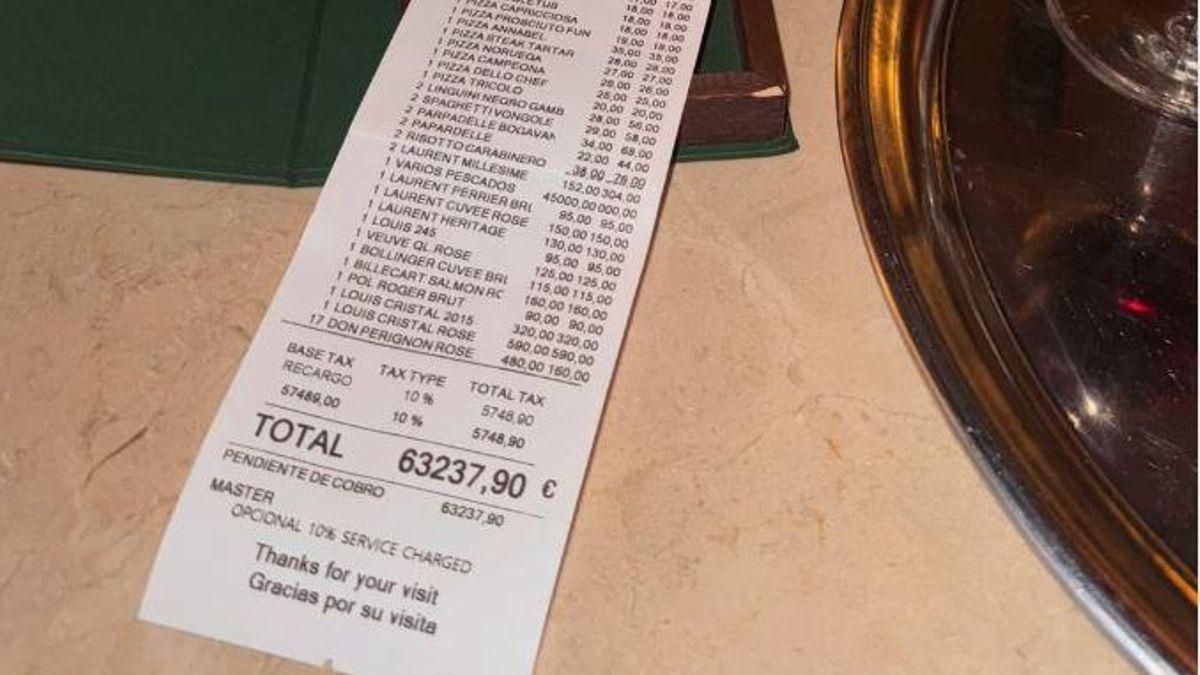 17,00 17,00
18,00 18,00
1 PIZZA CAPRICCIOSA 18,00 18,00
1 PIZZA PROSCIUTO FUN 19,00 19,00
1 PIZZA ANNABEL 35,00 35,00
1 PIZZA STEAK TARTAR 28,00 28,00
1 PIZZA NORUEGA 27,00 27,00
1 PIZZA CAMPEONA 26,00 26,00
1 PIZZA DELLO CHEF 25,00 25,00
1 PIZZA TRICOLO 20,00 20,00
2 LINGUINI NEGRO GAMB 28,00 56,00
2 SPAGHETTI VONGOLE 29,00 58,00
2 PARPADELLE BOGAVAN 34,00 68,00
2 PAPARDELLE 22,00 44,00
2 RISOTTO CARABINERO 38,00 76,00
2 LAURENT MILLESIME 152,00 304,00
1 VARIOS PESCADOS 45000,00 000,00
1 LAURENT PERRIER BRU 95,00 95,00
1 LAURENT CUVEE ROSE 150,00 150,00
1 LAURENT HERITAGE 130,00 130,00
1 LOUIS 245 95,00 95,00
1 VEUVE QL ROSE 125,00 125,00
1 BOLLINGER CUVEE BRU 115,00 115,00
1 BILLECART SALMON RO 160,00 160,00
1 POL ROGER BRUT 90,00 90,00
1 LOUIS CRISTAL 2015 320,00 320,00
1 LOUIS CRISTAL ROSE 590,00 590,00
17 DON PERIGNON ROSE 480,00 160,00
BASE TAX TAX TYPE TOTAL TAX
RECARGO 10 % 5748,90
57489,00 10 % 5748,90
TOTAL 63237,90 €
PENDIENTE DE COBRO 63237,90
MASTER
OPCIONAL 10% SERVICE CHARGED
Thanks for your visit
Gracias por su visita